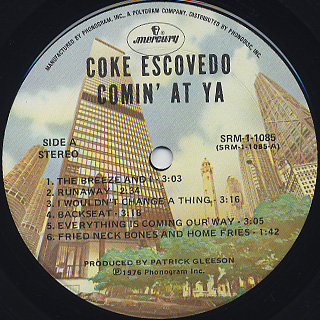 MANUFACTURED BY PHONOGRAM, INC., A POLYGRAM COMPANY, DISTRIBUTED BY PHONODISC, INC.
mercury
COKE ESCOVEDO
COMIN' AT YA
SIDE A
STEREO
SRM-1-1085
(SRM-1-1085-A)
1. THE BREEZE AND I - 3:03
2. RUNAWAY - 2:34
3. I WOULDN'T CHANGE A THING - 3:16
4. BACKSEAT - 3:18
5. EVERYTHING IS COMING OUR WAY - 3:05
6. FRIED NECK BONES AND HOME FRIES - 1:42
PRODUCED BY PATRICK GLEESON
Ⓟ1976 Phonogram Inc.